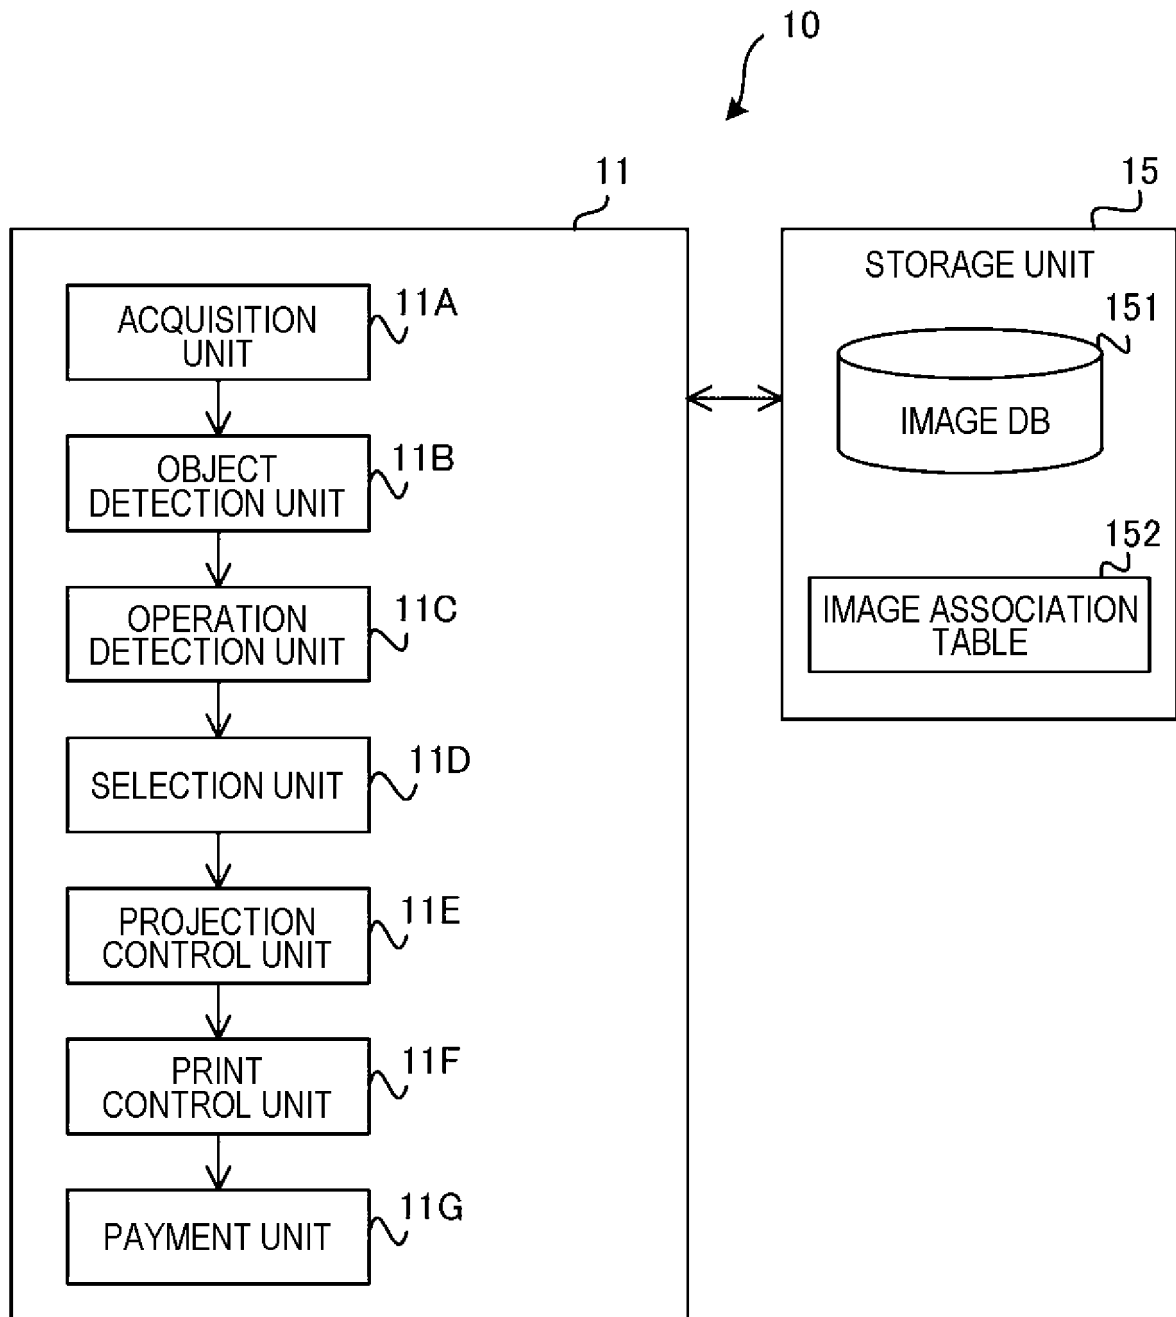 10
11
15
STORAGE UNIT
ACQUISITION
UNIT
11A
151
IMAGE DB
OBJECT
DETECTION UNIT
11B
152
IMAGE ASSOCIATION
TABLE
OPERATION
DETECTION UNIT
11C
SELECTION UNIT
11D
PROJECTION
CONTROL UNIT
11E
PRINT
CONTROL UNIT
11F
PAYMENT UNIT
11G